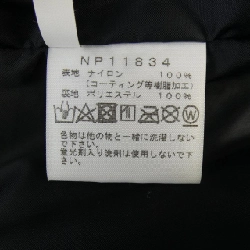 NP11834
表地 ナイロン 100%
(コーティング等樹脂加工)
裏地 ポリエステル 100%
名物は他の物と一緒に洗濯しない
で下さい。
蛍光剤入り洗剤は使用しないで
下さい。